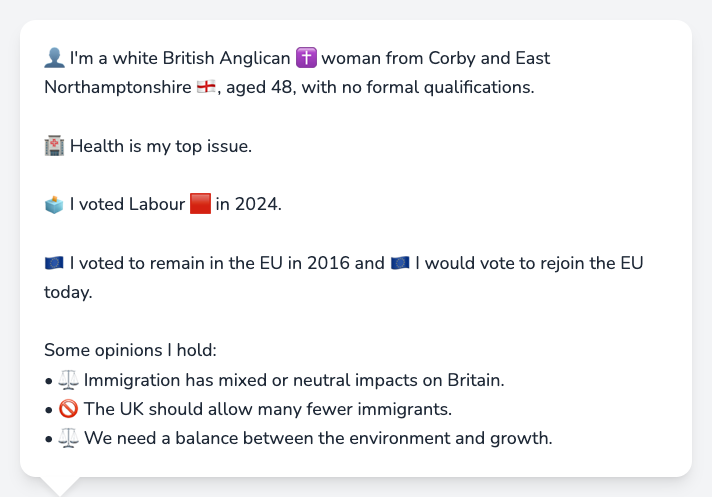 👤 I'm a white British Anglican ✝️ woman from Corby and East
Northamptonshire 🏴󠁧󠁢󠁥󠁮󠁧󠁿, aged 48, with no formal qualifications.
🏥 Health is my top issue.
🗳️ I voted Labour 🟥 in 2024.
🇪🇺 I voted to remain in the EU in 2016 and 🇪🇺 I would vote to rejoin the EU
today.
Some opinions I hold:
• ⚖️ Immigration has mixed or neutral impacts on Britain.
• 🚫 The UK should allow many fewer immigrants.
• ⚖️ We need a balance between the environment and growth.